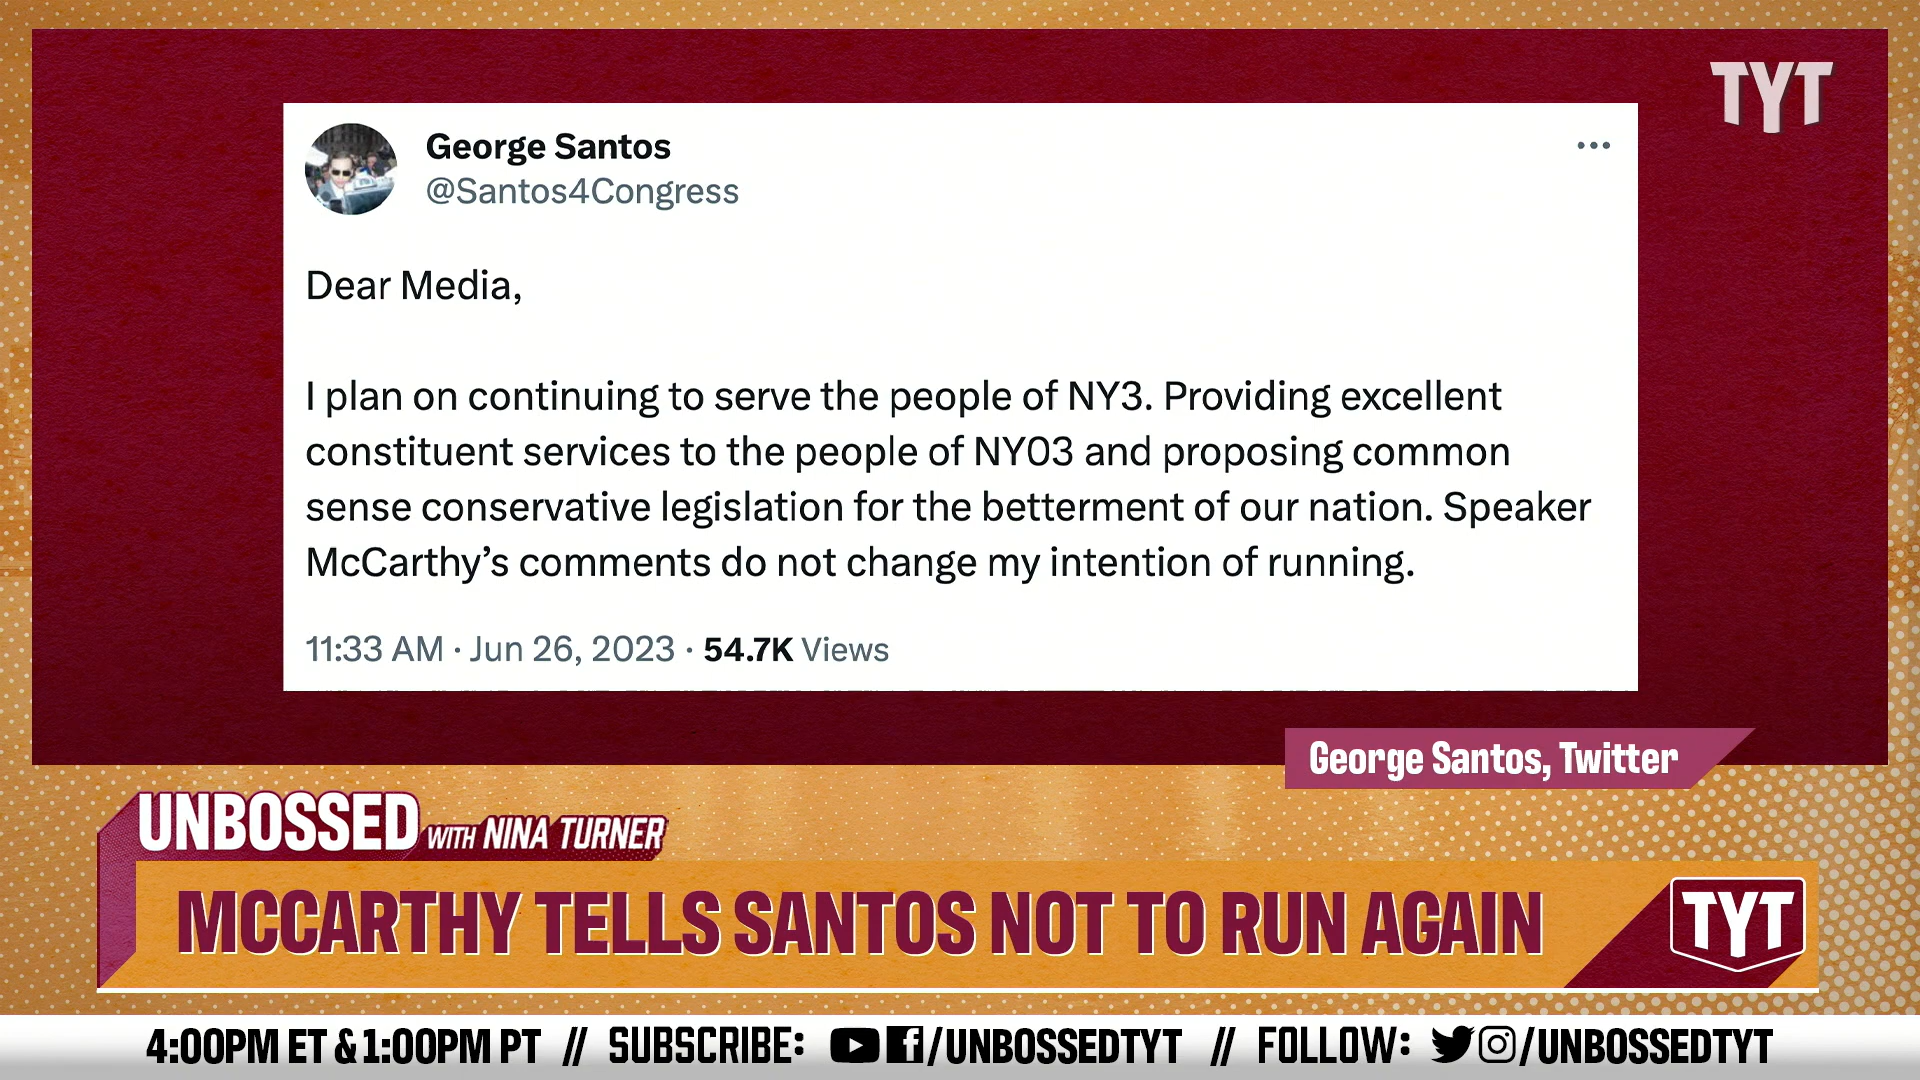 TYT
George Santos
@Santos4Congress
Dear Media,
I plan on continuing to serve the people of NY3. Providing excellent
constituent services to the people of NY03 and proposing common
sense conservative legislation for the betterment of our nation. Speaker
McCarthy’s comments do not change my intention of running.
11:33 AM · Jun 26, 2023 · 54.7K Views
George Santos, Twitter
UNBOSSED WITH NINA TURNER
MCCARTHY TELLS SANTOS NOT TO RUN AGAIN
TYT
4:00PM ET & 1:00PM PT // SUBSCRIBE: /UNBOSSEDTYT // FOLLOW: /UNBOSSEDTYT